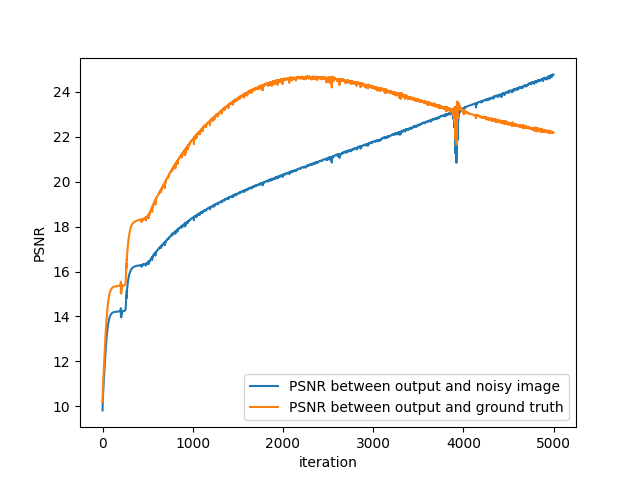 24
22
20
18
16
14
12
10
PSNR
PSNR between output and noisy image
PSNR between output and ground truth
0 1000 2000 3000 4000 5000
iteration